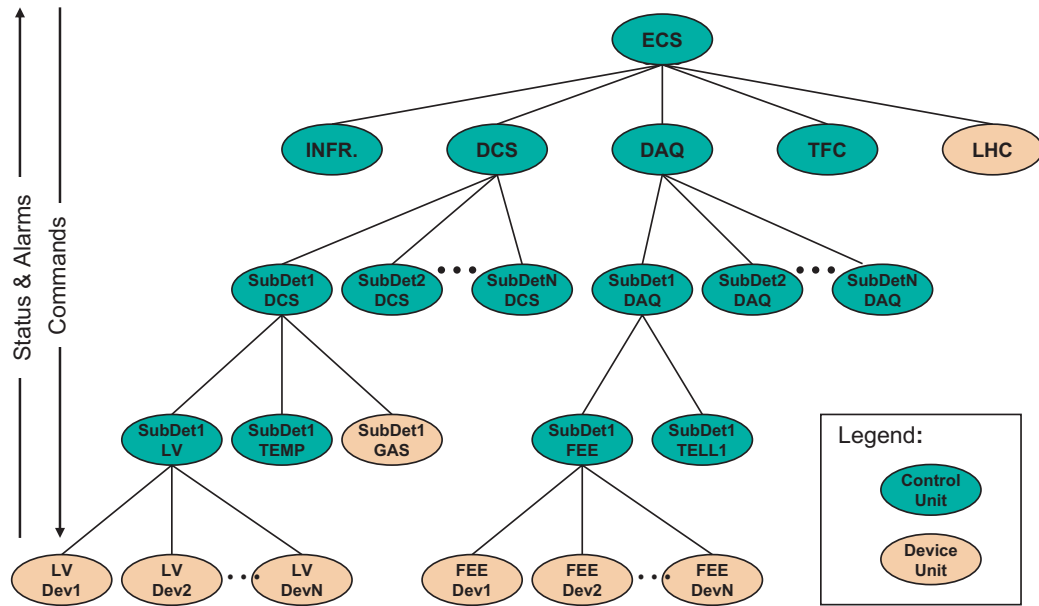 ECS
INFR.
DCS
DAQ
TFC
LHC
Status & Alarms
Commands
SubDet1
DCS
SubDet2
DCS
SubDetN
DCS
SubDet1
DAQ
SubDet2
DAQ
SubDetN
DAQ
SubDet1
LV
SubDet1
TEMP
SubDet1
GAS
SubDet1
FEE
SubDet1
TELL1
LV
Dev1
LV
Dev2
LV
DevN
FEE
Dev1
FEE
Dev2
FEE
DevN
Legend:
Control
Unit
Device
Unit